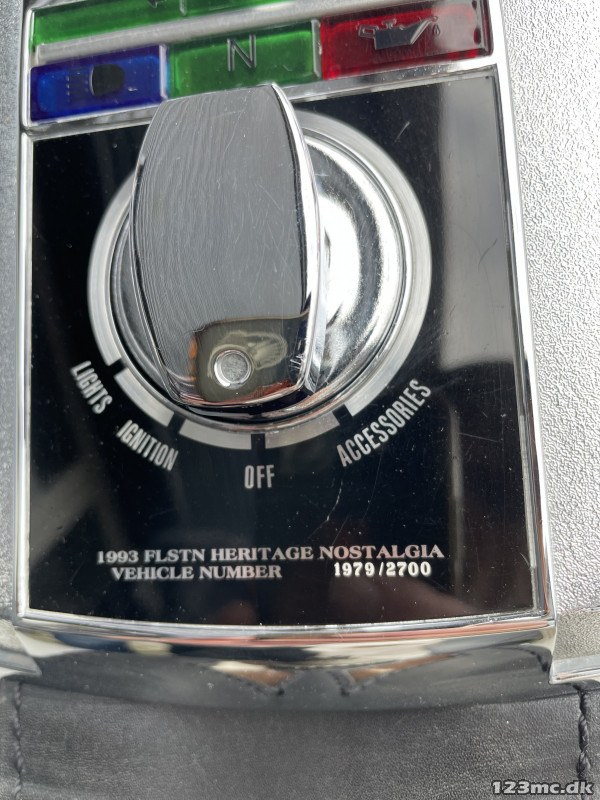 N
LIGHTS
IGNITION
OFF
ACCESSORIES
1993 FLSTN HERITAGE NOSTALGIA
VEHICLE NUMBER 1979/2700
123mc.dk